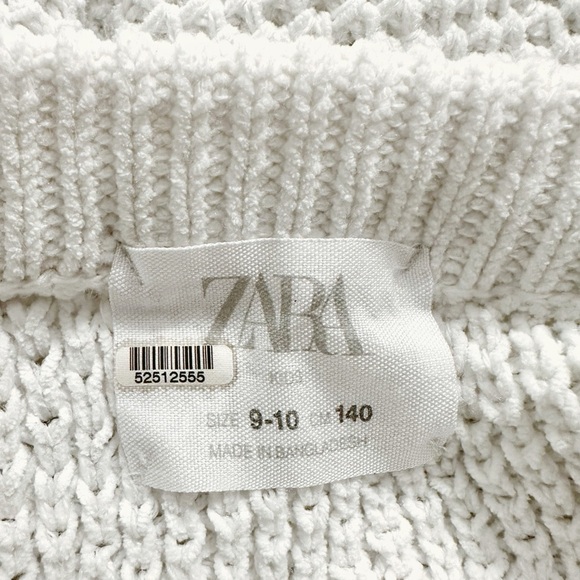 ZARA
KIDS
52512555
SIZE 9-10 CM 140
MADE IN BANGLADESH